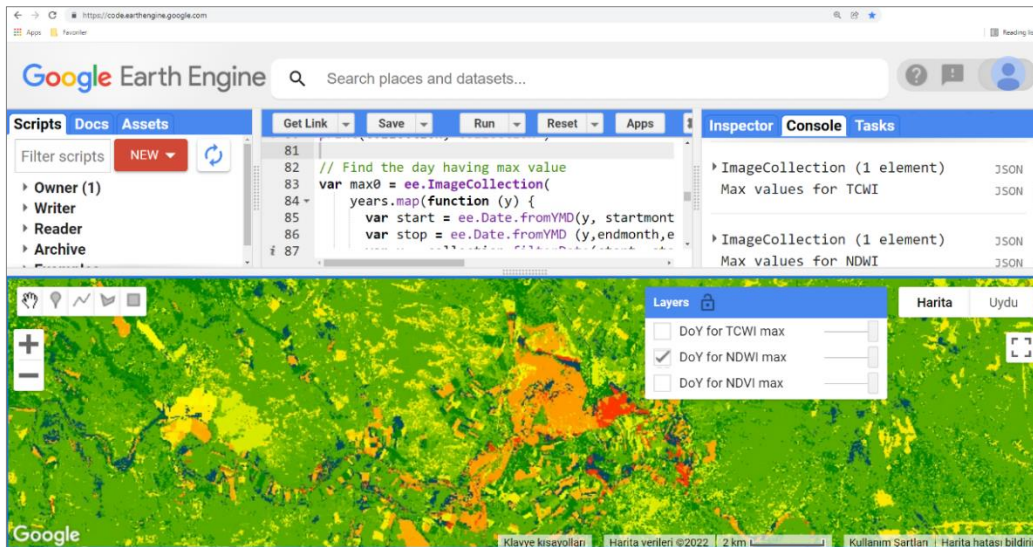 https://code.earthengine.google.com
Apps Favoriler Reading lis
Google Earth Engine Search places and datasets...
Scripts Docs Assets
Filter scripts NEW
Owner (1)
Writer
Reader
Archive
Get Link Save Run Reset Apps
81
82 // Find the day having max value
83 var max0 = ee.ImageCollection(
84 years.map(function (y) {
85 var start = ee.Date.fromYMD(y, startmont
86 var stop = ee.Date.fromYMD (y,endmonth,e
i 87
Inspector Console Tasks
ImageCollection (1 element) JSON
Max values for TCWI JSON
ImageCollection (1 element) JSON
Max values for NDWI JSON
Layers
DoY for TCWI max
DoY for NDWI max
DoY for NDVI max
Harita Uydu
Google
Klavye kısayolları Harita verileri ©2022 2 km Kullanım Şartları Harita hatası bildirin